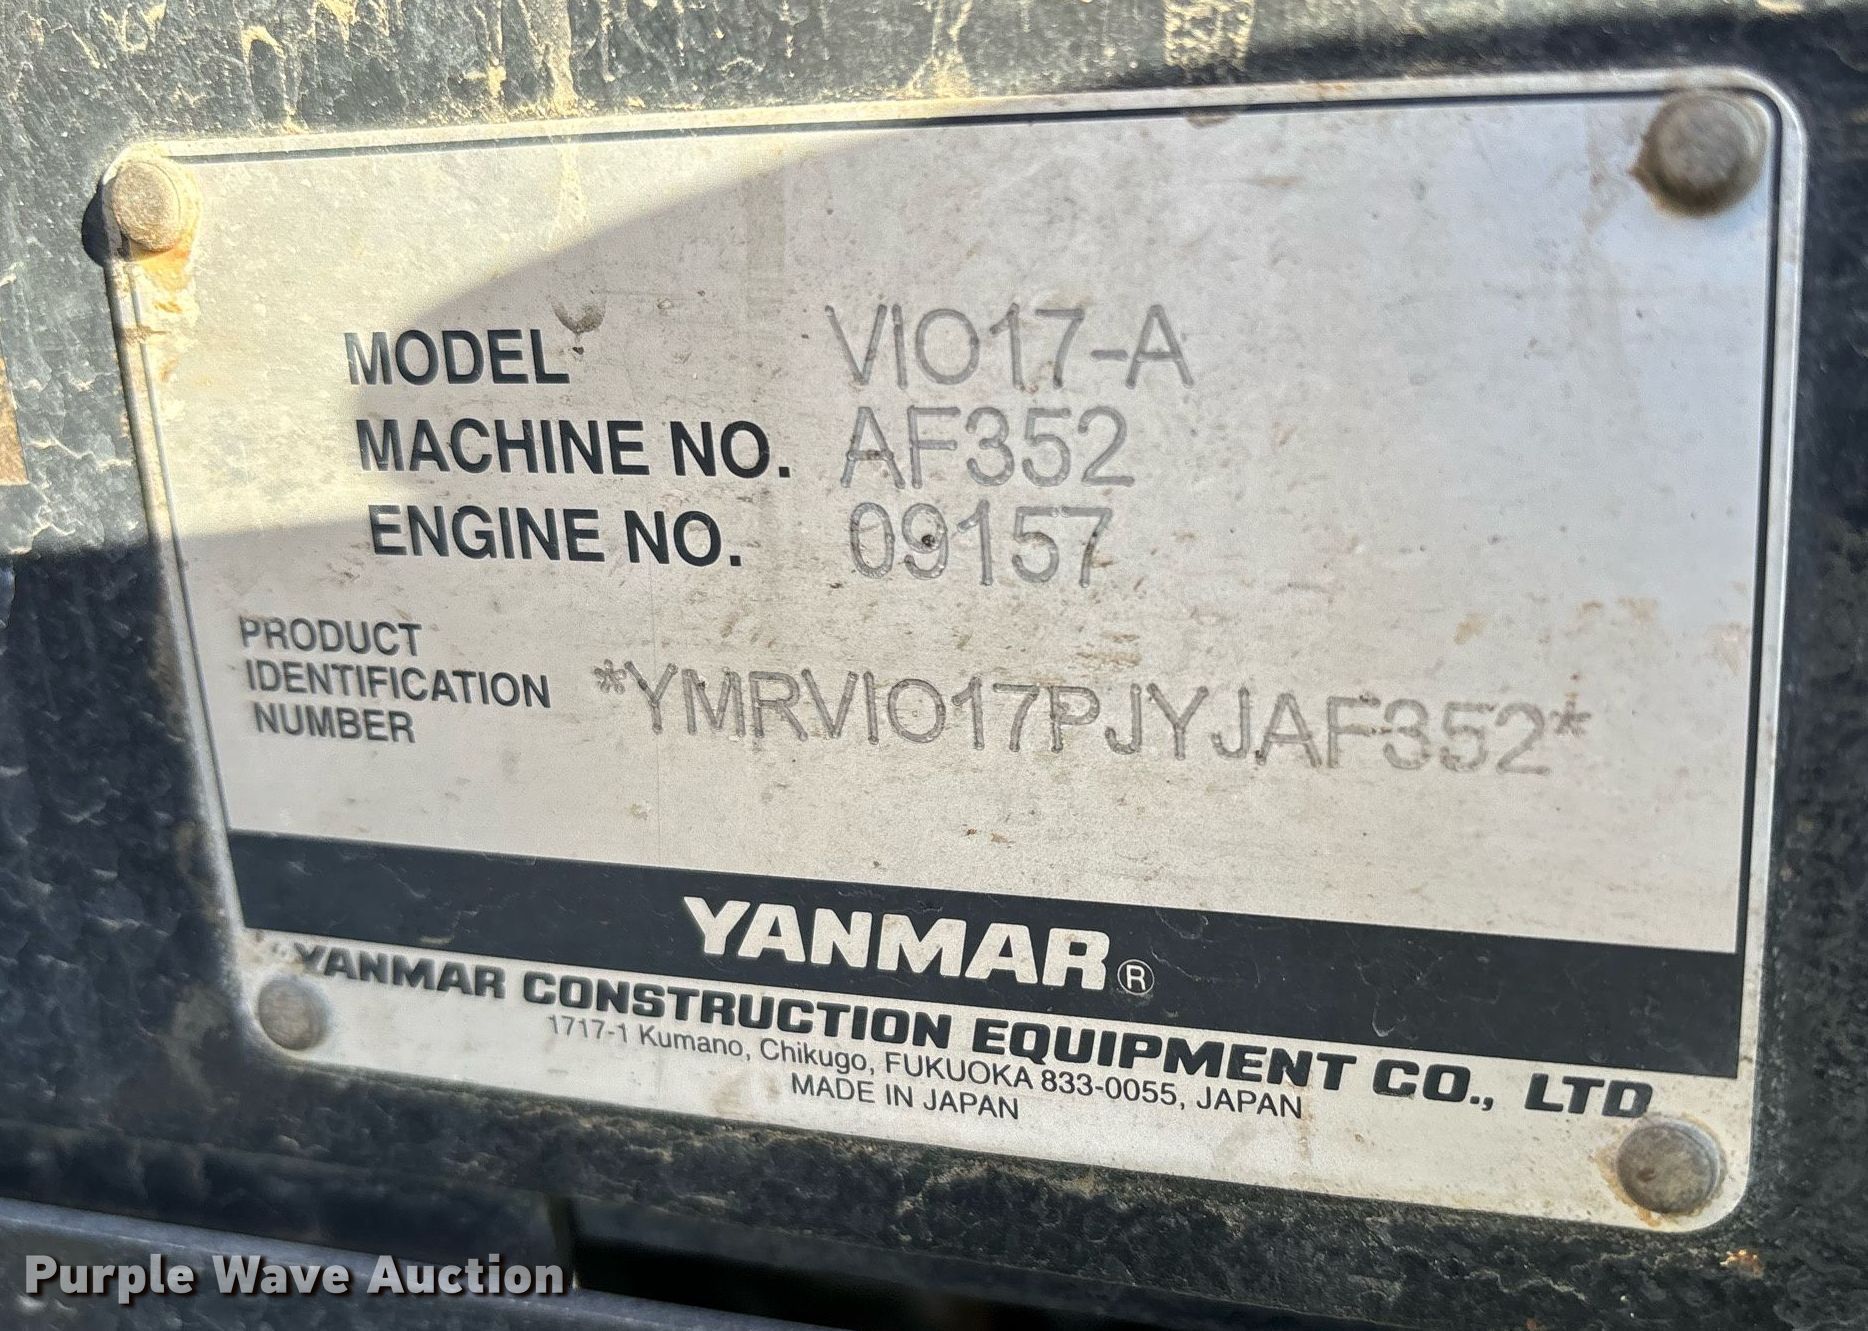 MODEL VIO17-A
MACHINE NO. AF352
ENGINE NO. 09157
PRODUCT
IDENTIFICATION
NUMBER
*YMRVIO17PJYJAF352*
YANMAR®
YANMAR CONSTRUCTION EQUIPMENT CO., LTD
1717-1 Kumano, Chikugo, FUKUOKA 833-0055, JAPAN
MADE IN JAPAN
Purple Wave Auction